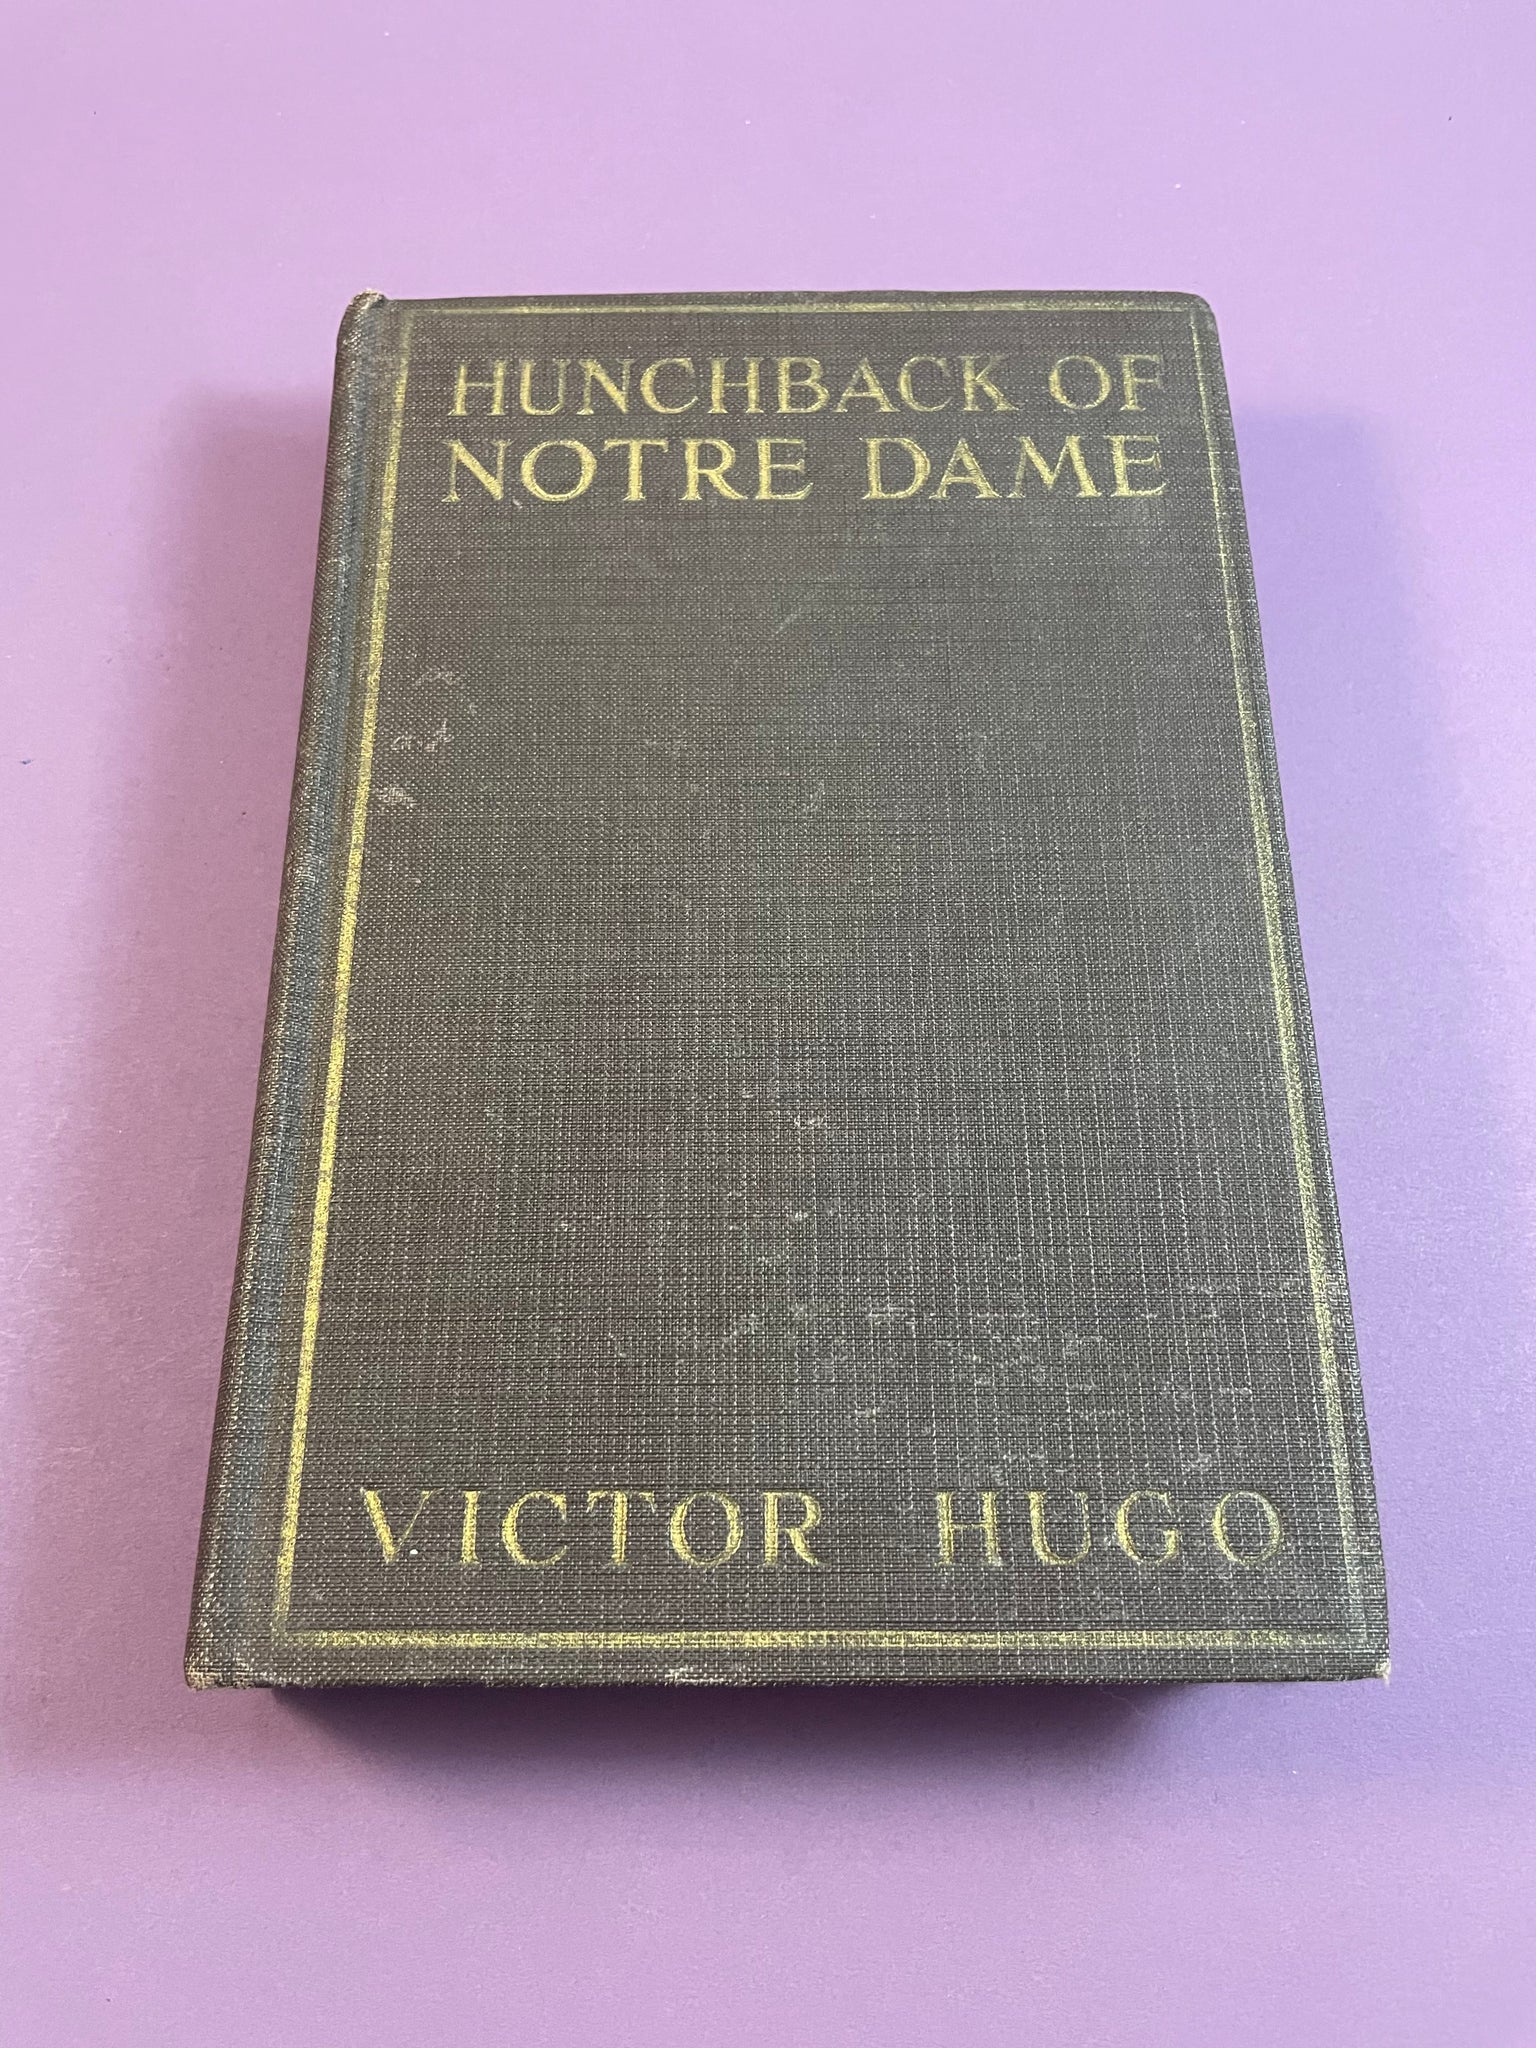 HUNCHBACK OF
NOTRE DAME
VICTOR HUGO